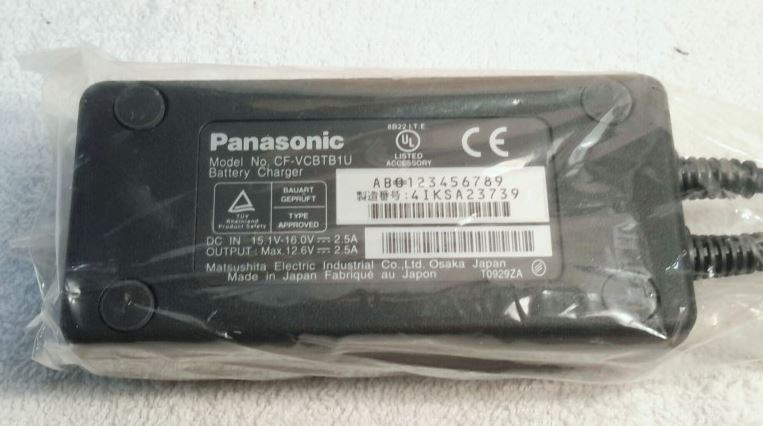 Panasonic
Model No. CF-VCBTB1U
Battery Charger
8B22 I.T.E.
UL
LISTED
ACCESSORY
CE
TÜV
Rheinland
Product Safety
BAUART
GEPRÜFT
TYPE
APPROVED
AB0123456789
製造番号:4IKSA23739
DC IN 15.1V-16.0V⎓2.5A
OUTPUT: Max.12.6V⎓2.5A
Matsushita Electric Industrial Co.,Ltd. Osaka Japan
Made in Japan Fabriqué au Japon
T0929ZA